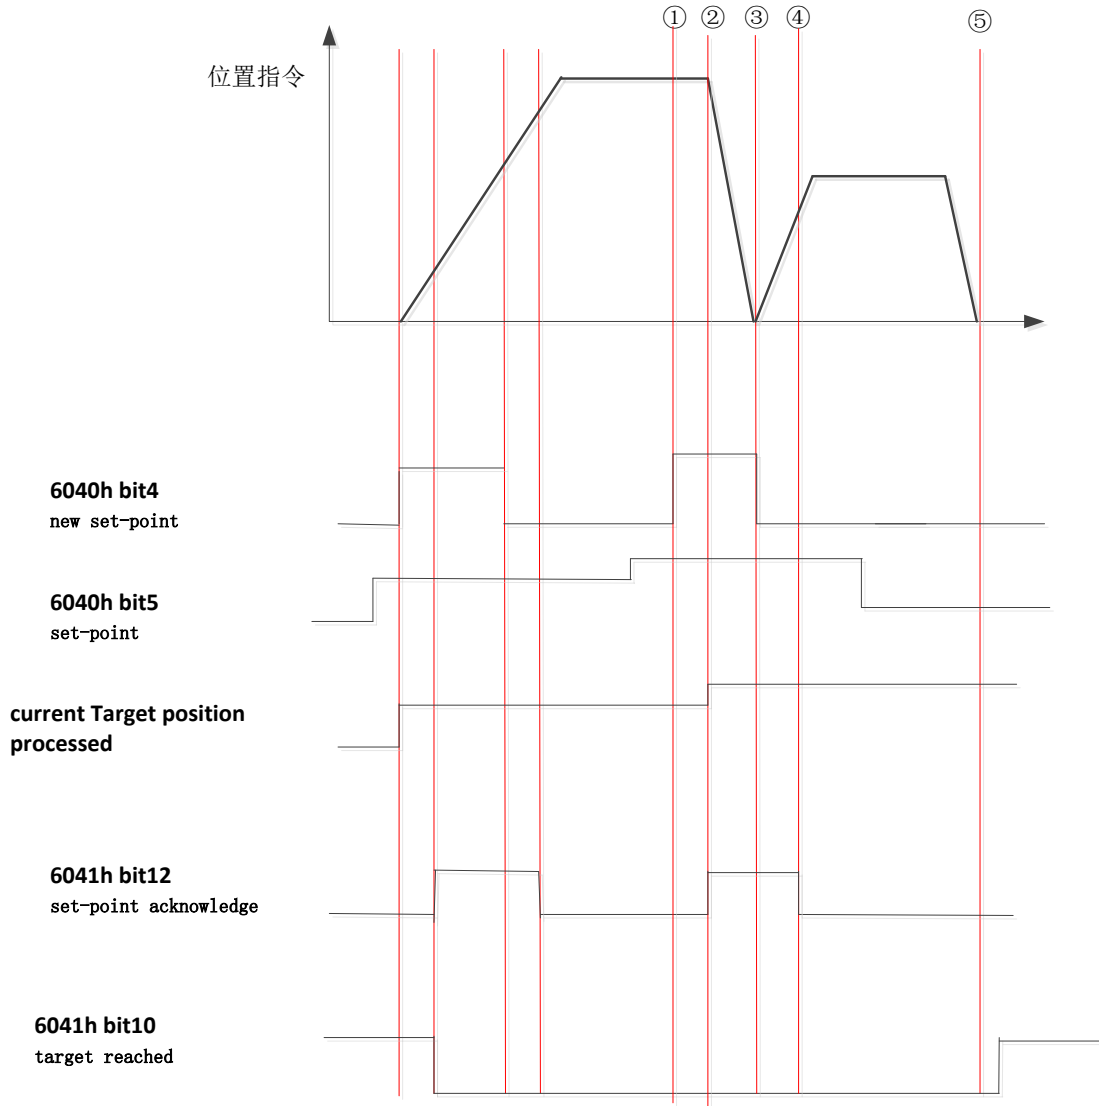 ① ② ③ ④ ⑤
位置指令
6040h bit4
new set-point
6040h bit5
set-point
current Target position
processed
6041h bit12
set-point acknowledge
6041h bit10
target reached